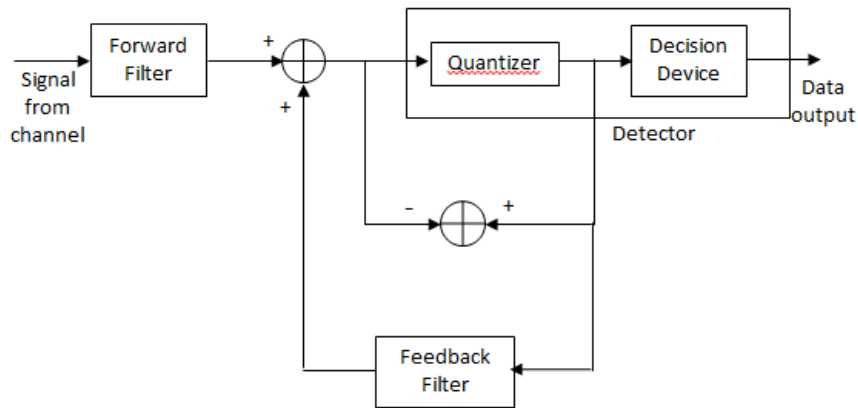 Forward
Filter
+
+
Signal
from
channel
Quantizer
Decision
Device
Data
output
Detector
–
+
Feedback
Filter